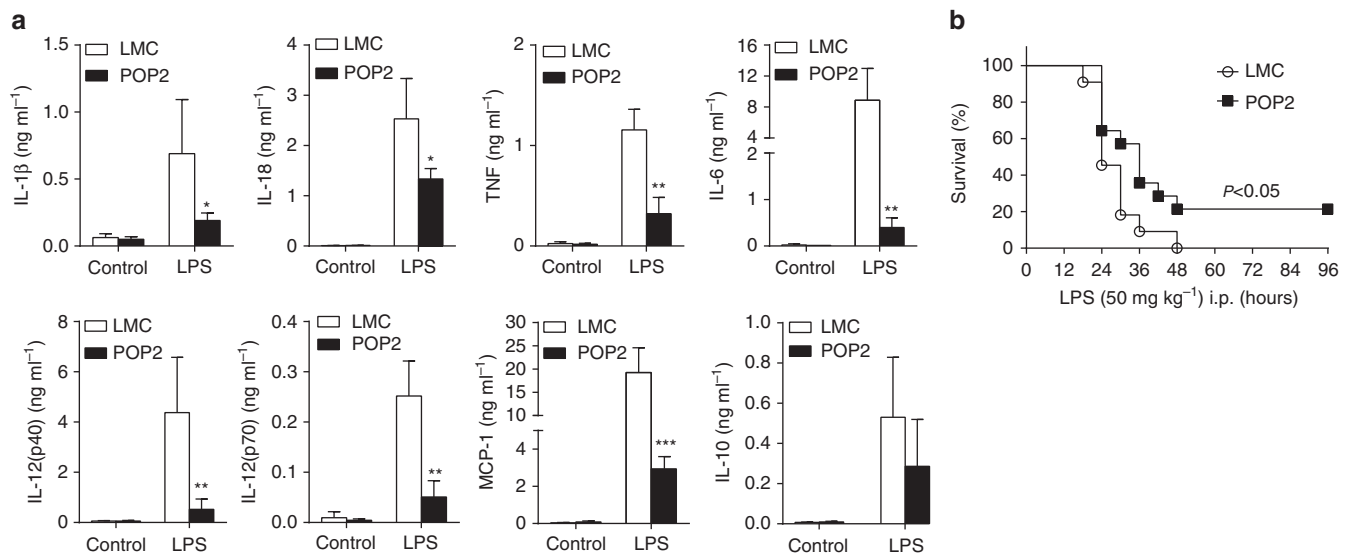 a
IL-1β (ng ml⁻¹)
1.5
1.0
0.5
0.0
LMC
POP2
*
Control LPS
IL-18 (ng ml⁻¹)
4
3
2
1
0
LMC
POP2
*
Control LPS
TNF (ng ml⁻¹)
2
1
0
LMC
POP2
**
Control LPS
IL-6 (ng ml⁻¹)
16
12
8
4
2
1
0
LMC
POP2
**
Control LPS
IL-12(p40) (ng ml⁻¹)
8
6
4
2
0
LMC
POP2
**
Control LPS
IL-12(p70) (ng ml⁻¹)
0.4
0.3
0.2
0.1
0.0
LMC
POP2
**
Control LPS
MCP-1 (ng ml⁻¹)
30
25
20
15
10
6
4
2
0
LMC
POP2
***
Control LPS
IL-10 (ng ml⁻¹)
1.0
0.8
0.6
0.4
0.2
0.0
LMC
POP2
Control LPS
b
Survival (%)
100
80
60
40
20
0
LMC
POP2
P<0.05
0 12 24 36 48 60 72 84 96
LPS (50 mg kg⁻¹) i.p. (hours)